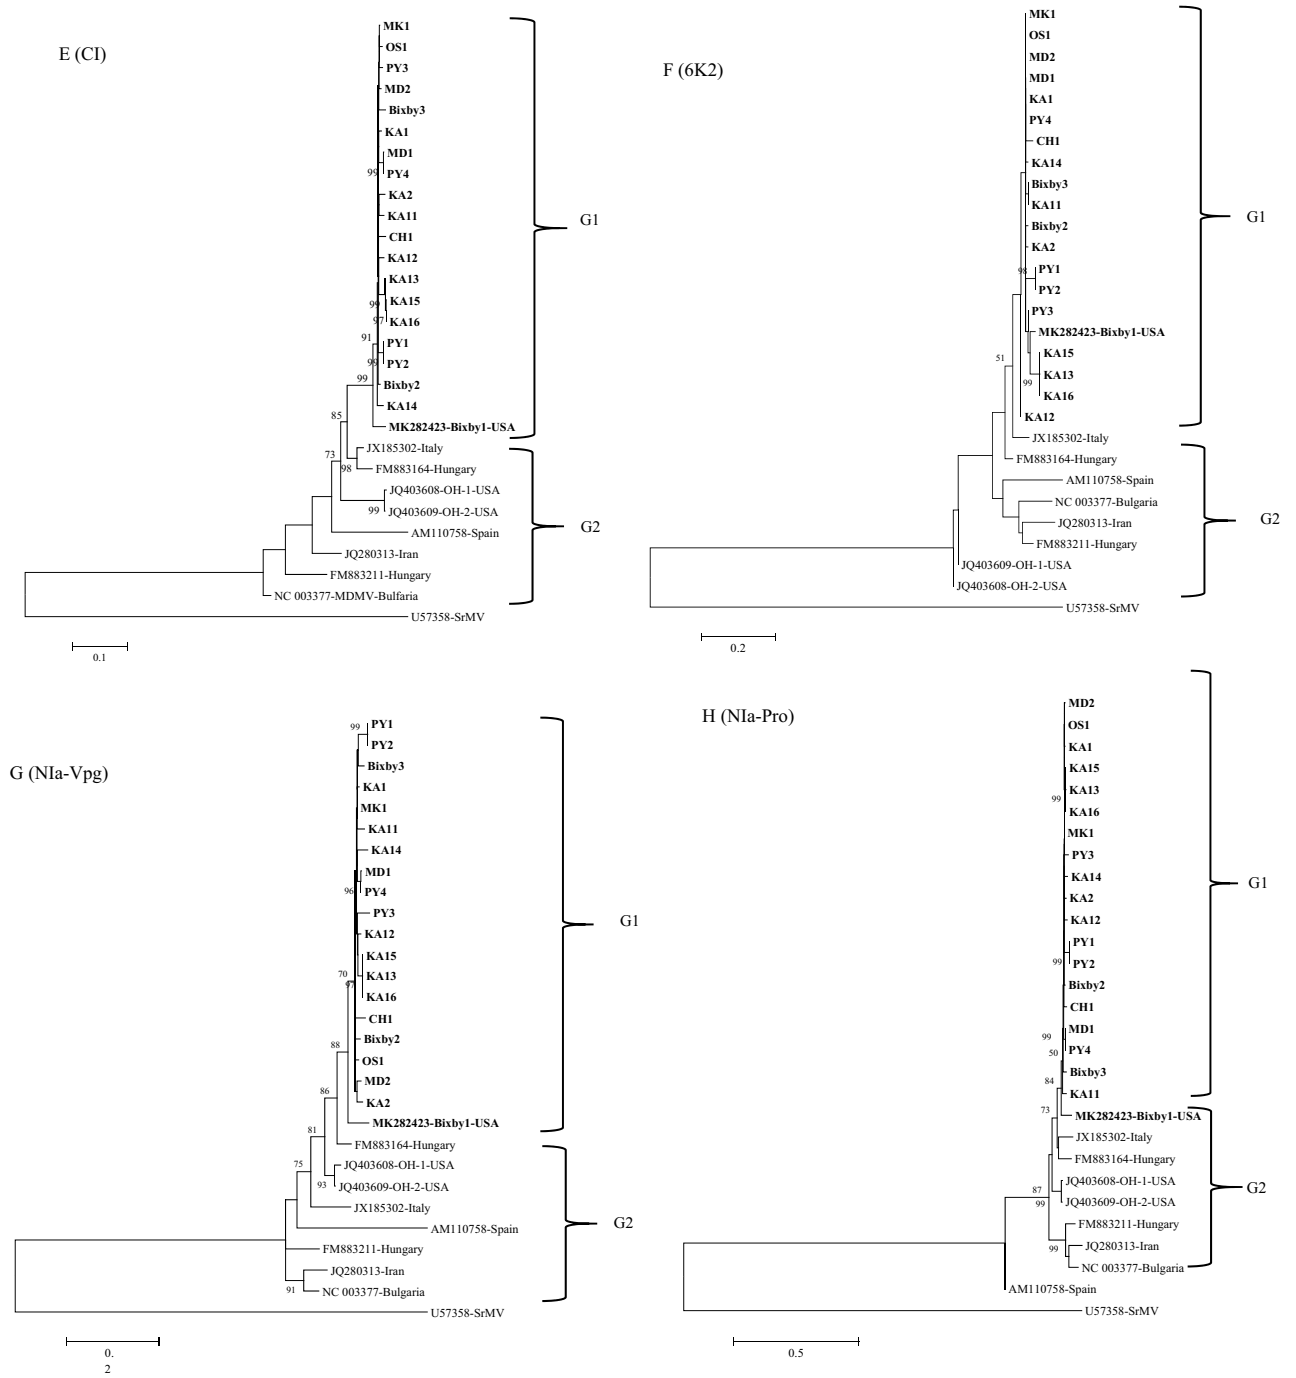 E (CI)
MK1
OS1
PY3
MD2
Bixby3
KA1
MD1
99
PY4
KA2
KA11
G1
CH1
KA12
KA13
99
KA15
97
KA16
91
PY1
99
PY2
99
Bixby2
KA14
85
MK282423-Bixby1-USA
JX185302-Italy
73
98
FM883164-Hungary
JQ403608-OH-1-USA
99
JQ403609-OH-2-USA
G2
AM110758-Spain
JQ280313-Iran
FM883211-Hungary
NC 003377-MDMV-Bulfaria
U57358-SrMV
0.1
F (6K2)
MK1
OS1
MD2
MD1
KA1
PY4
CH1
KA14
Bixby3
KA11
G1
Bixby2
KA2
98
PY1
PY2
PY3
MK282423-Bixby1-USA
51
KA15
99
KA13
KA16
KA12
JX185302-Italy
FM883164-Hungary
AM110758-Spain
NC 003377-Bulgaria
G2
JQ280313-Iran
FM883211-Hungary
JQ403609-OH-1-USA
JQ403608-OH-2-USA
U57358-SrMV
0.2
G (NIa-Vpg)
99
PY1
PY2
Bixby3
KA1
MK1
KA11
KA14
MD1
96
PY4
PY3
G1
KA12
KA15
70
97
KA13
KA16
CH1
88
Bixby2
OS1
MD2
86
KA2
MK282423-Bixby1-USA
81
FM883164-Hungary
75
JQ403608-OH-1-USA
93
JQ403609-OH-2-USA
JX185302-Italy
G2
AM110758-Spain
FM883211-Hungary
JQ280313-Iran
91
NC 003377-Bulgaria
U57358-SrMV
0.
2
H (NIa-Pro)
MD2
OS1
KA1
KA15
99
KA13
KA16
MK1
PY3
KA14
G1
KA2
KA12
PY1
99
PY2
Bixby2
CH1
99
MD1
50
PY4
Bixby3
84
KA11
73
MK282423-Bixby1-USA
JX185302-Italy
FM883164-Hungary
87
JQ403608-OH-1-USA
G2
99
JQ403609-OH-2-USA
FM883211-Hungary
99
JQ280313-Iran
NC 003377-Bulgaria
AM110758-Spain
U57358-SrMV
0.5